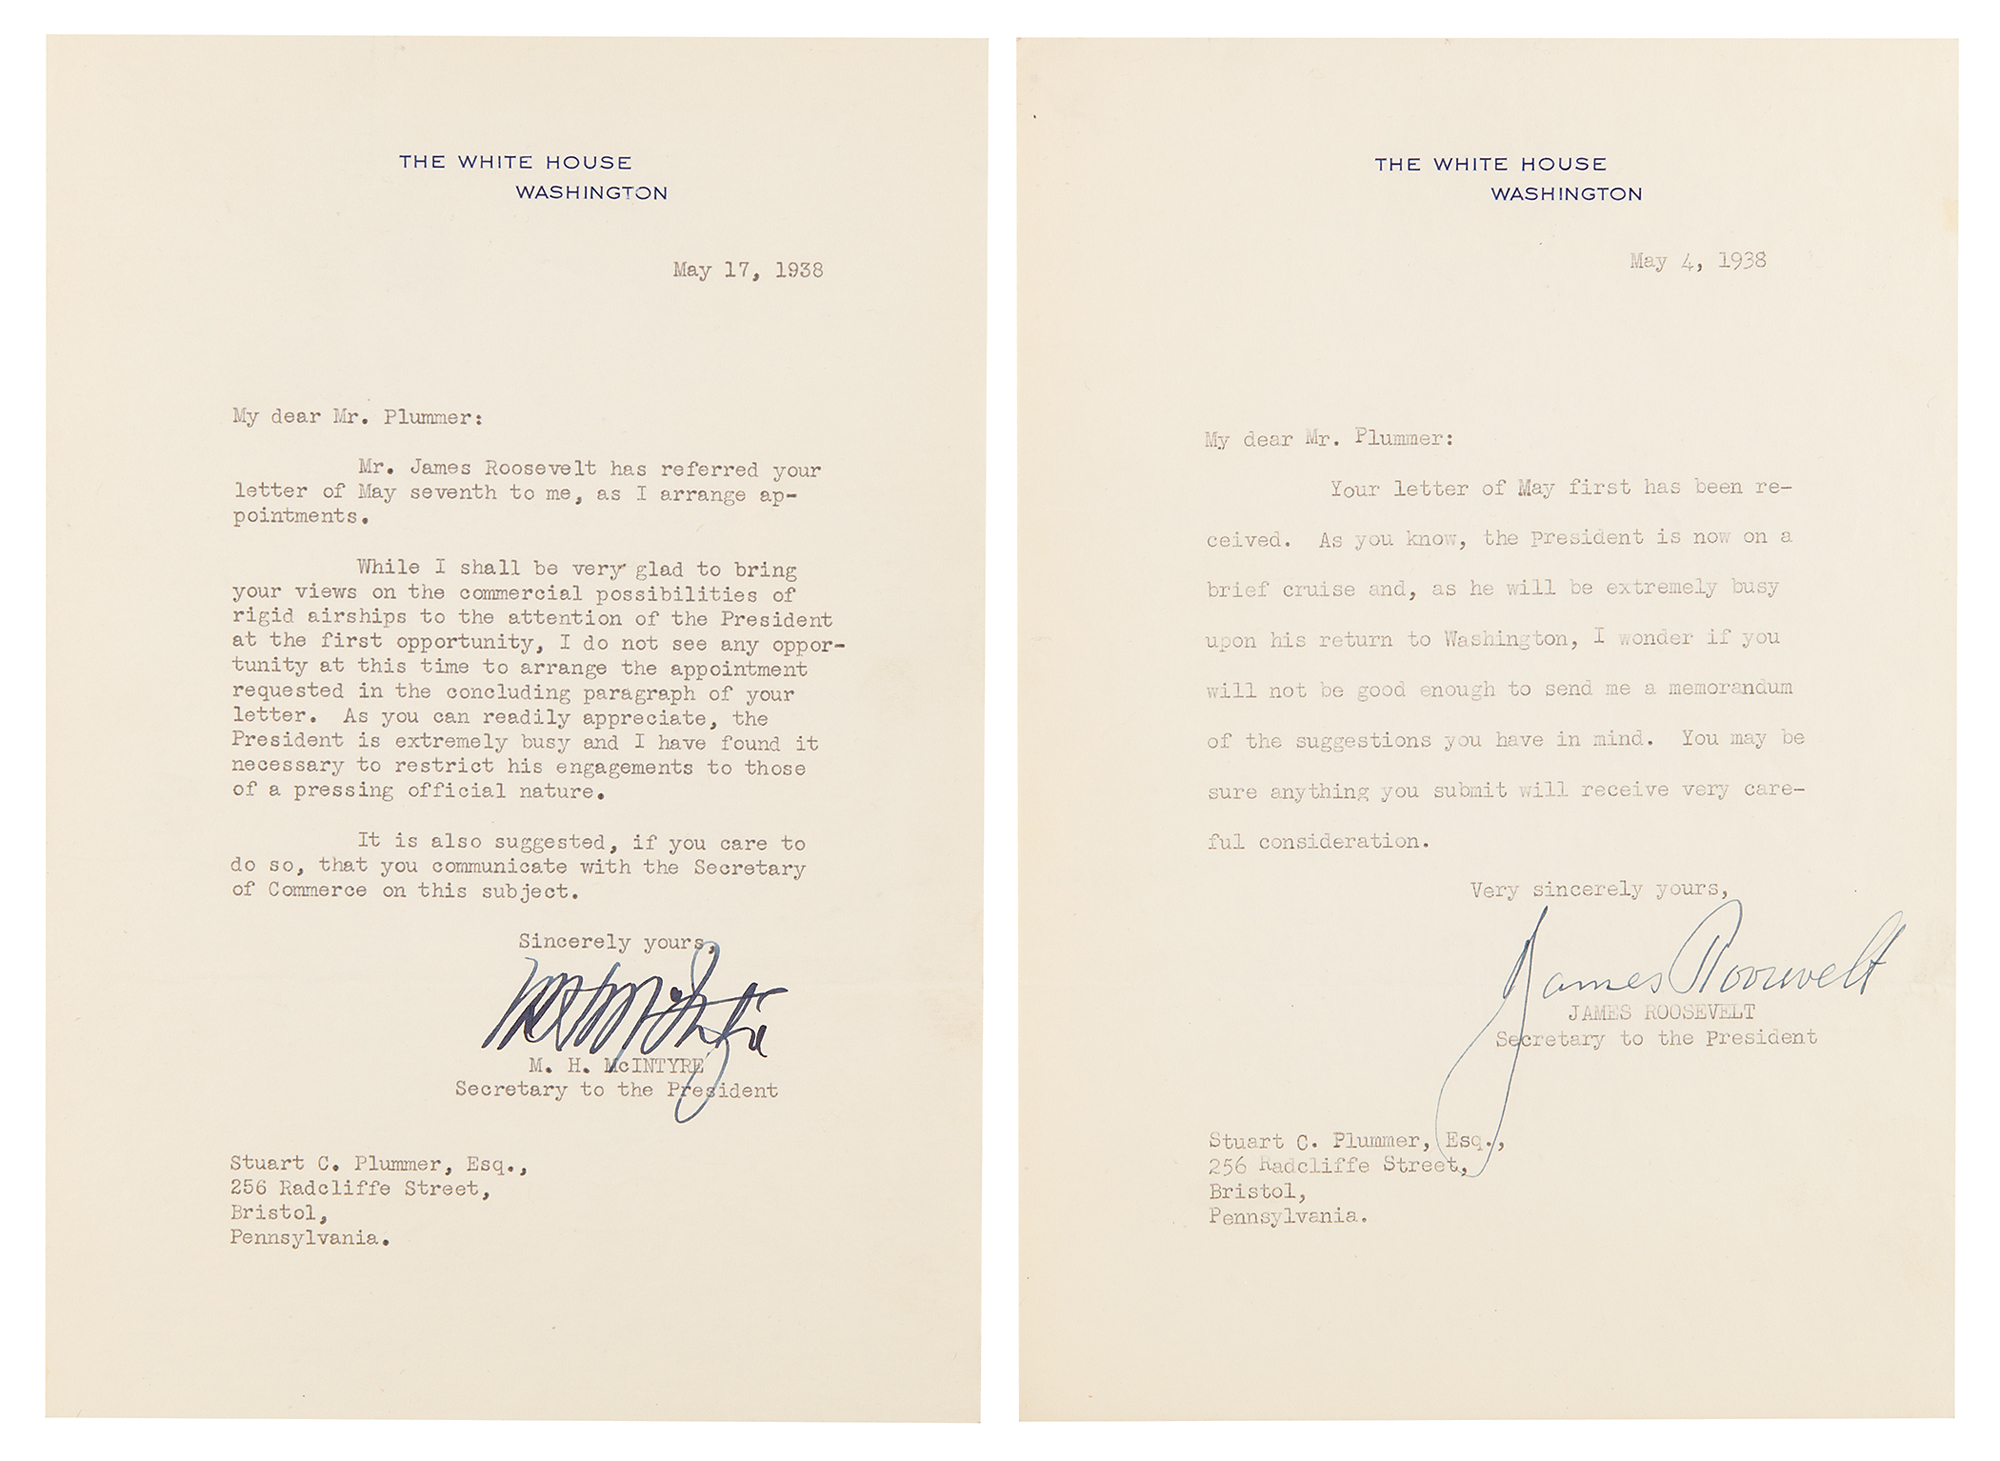 THE WHITE HOUSE
WASHINGTON
May 17, 1938
My dear Mr. Plummer:
Mr. James Roosevelt has referred your
letter of May seventh to me, as I arrange ap-
pointments.
While I shall be very glad to bring
your views on the commercial possibilities of
rigid airships to the attention of the President
at the first opportunity, I do not see any oppor-
tunity at this time to arrange the appointment
requested in the concluding paragraph of your
letter. As you can readily appreciate, the
President is extremely busy and I have found it
necessary to restrict his engagements to those
of a pressing official nature.
It is also suggested, if you care to
do so, that you communicate with the Secretary
of Commerce on this subject.
Sincerely yours,
M H McIntyre
M. H. McINTYRE
Secretary to the President
Stuart C. Plummer, Esq.,
256 Radcliffe Street,
Bristol,
Pennsylvania.
THE WHITE HOUSE
WASHINGTON
May 4, 1938
My dear Mr. Plummer:
Your letter of May first has been re-
ceived. As you know, the President is now on a
brief cruise and, as he will be extremely busy
upon his return to Washington, I wonder if you
will not be good enough to send me a memorandum
of the suggestions you have in mind. You may be
sure anything you submit will receive very care-
ful consideration.
Very sincerely yours,
James Roosevelt
JAMES ROOSEVELT
Secretary to the President
Stuart C. Plummer, Esq.,
256 Radcliffe Street,
Bristol,
Pennsylvania.